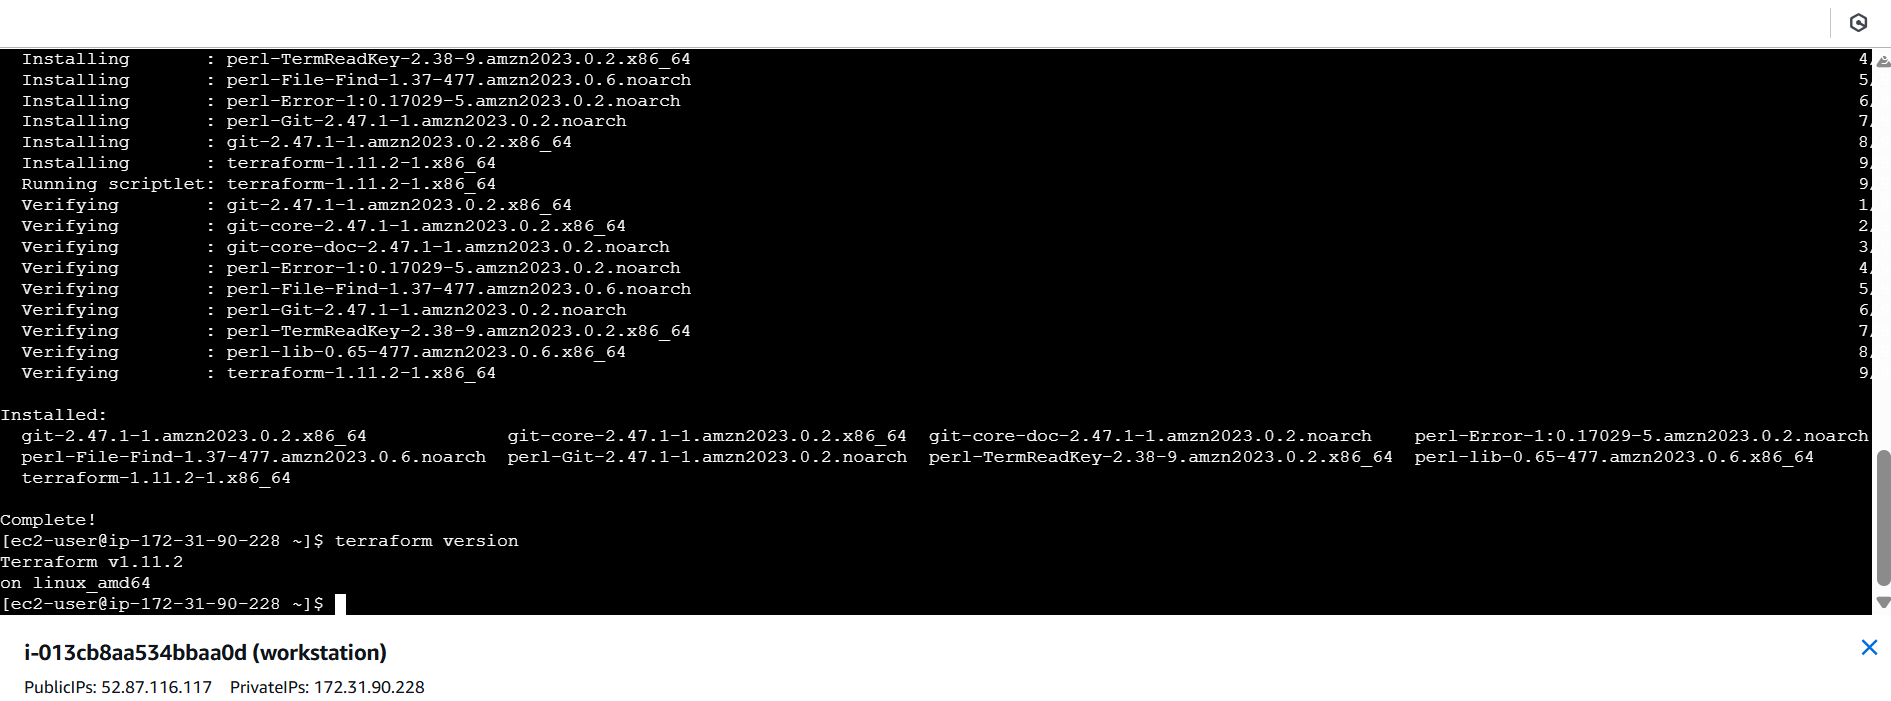 Installing : perl-TermReadKey-2.38-9.amzn2023.0.2.x86_64 4/
Installing : perl-File-Find-1.37-477.amzn2023.0.6.noarch 5/
Installing : perl-Error-1:0.17029-5.amzn2023.0.2.noarch 6/
Installing : perl-Git-2.47.1-1.amzn2023.0.2.noarch 7/
Installing : git-2.47.1-1.amzn2023.0.2.x86_64 8/
Installing : terraform-1.11.2-1.x86_64 9/
Running scriptlet: terraform-1.11.2-1.x86_64 9/
Verifying : git-2.47.1-1.amzn2023.0.2.x86_64 1/
Verifying : git-core-2.47.1-1.amzn2023.0.2.x86_64 2/
Verifying : git-core-doc-2.47.1-1.amzn2023.0.2.noarch 3/
Verifying : perl-Error-1:0.17029-5.amzn2023.0.2.noarch 4/
Verifying : perl-File-Find-1.37-477.amzn2023.0.6.noarch 5/
Verifying : perl-Git-2.47.1-1.amzn2023.0.2.noarch 6/
Verifying : perl-TermReadKey-2.38-9.amzn2023.0.2.x86_64 7/
Verifying : perl-lib-0.65-477.amzn2023.0.6.x86_64 8/
Verifying : terraform-1.11.2-1.x86_64 9/
Installed:
git-2.47.1-1.amzn2023.0.2.x86_64 git-core-2.47.1-1.amzn2023.0.2.x86_64 git-core-doc-2.47.1-1.amzn2023.0.2.noarch perl-Error-1:0.17029-5.amzn2023.0.2.noarch
perl-File-Find-1.37-477.amzn2023.0.6.noarch perl-Git-2.47.1-1.amzn2023.0.2.noarch perl-TermReadKey-2.38-9.amzn2023.0.2.x86_64 perl-lib-0.65-477.amzn2023.0.6.x86_64
terraform-1.11.2-1.x86_64
Complete!
[ec2-user@ip-172-31-90-228 ~]$ terraform version
Terraform v1.11.2
on linux_amd64
[ec2-user@ip-172-31-90-228 ~]$
i-013cb8aa534bbaa0d (workstation)
PublicIPs: 52.87.116.117 PrivateIPs: 172.31.90.228